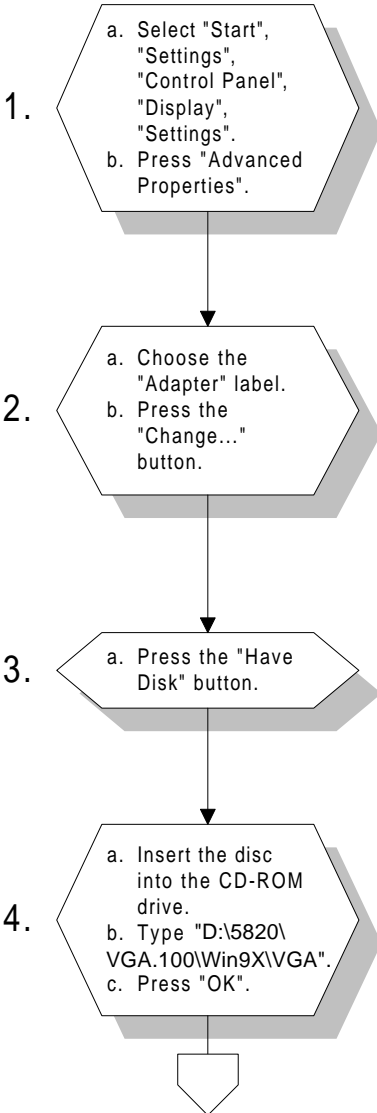 1.
a. Select "Start",
"Settings",
"Control Panel",
"Display",
"Settings".
b. Press "Advanced
Properties".
2.
a. Choose the
"Adapter" label.
b. Press the
"Change..."
button.
3.
a. Press the "Have
Disk" button.
4.
a. Insert the disc
into the CD-ROM
drive.
b. Type "D:\5820\
VGA.100\Win9X\VGA".
c. Press "OK".